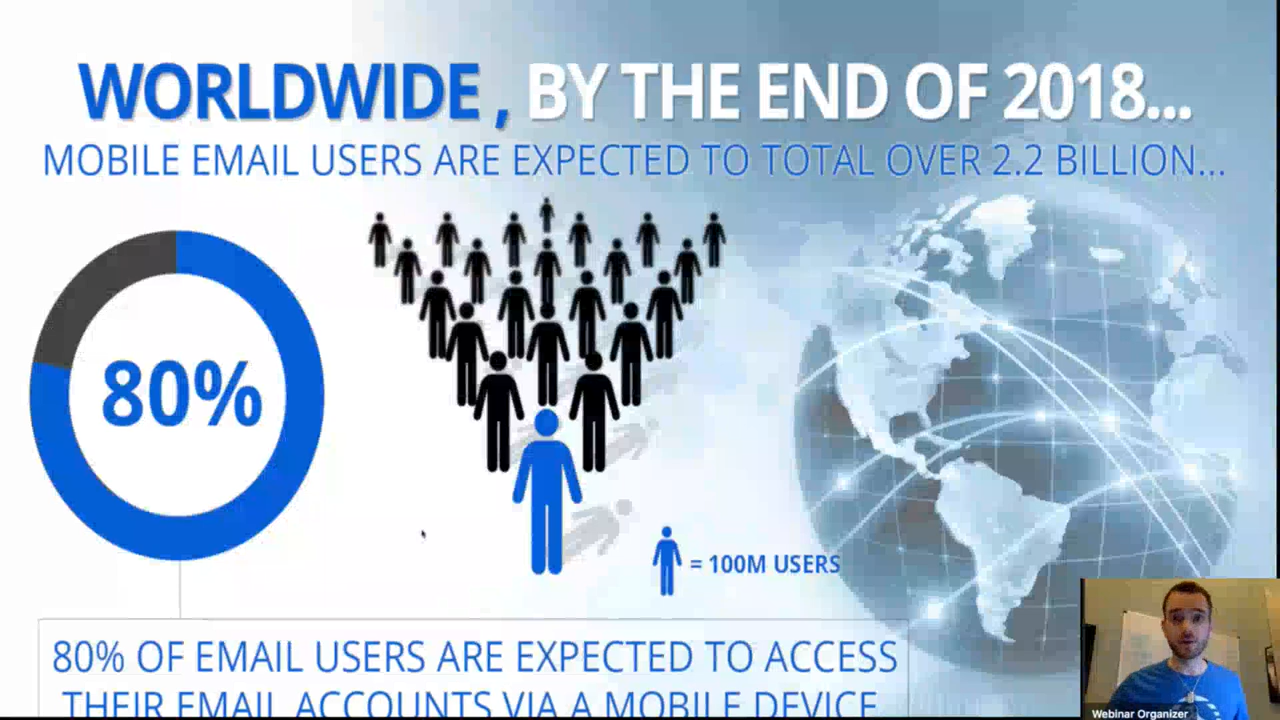 WORLDWIDE , BY THE END OF 2018...
MOBILE EMAIL USERS ARE EXPECTED TO TOTAL OVER 2.2 BILLION...
80%
= 100M USERS
80% OF EMAIL USERS ARE EXPECTED TO ACCESS
THEIR EMAIL ACCOUNTS VIA A MOBILE DEVICE
Webinar Organizer